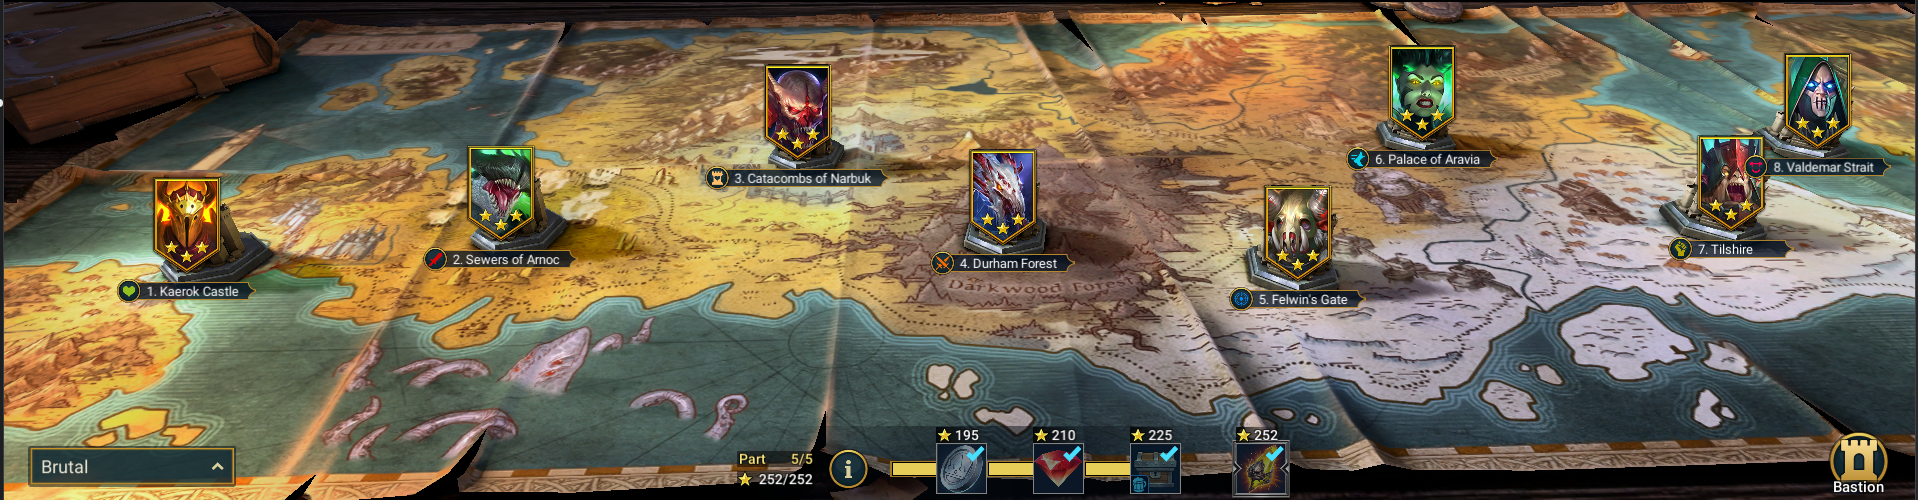 TELERIA
6. Palace of Aravia
8. Valdemar Strait
3. Catacombs of Narbuk
7. Tilshire
2. Sewers of Arnoc
4. Durham Forest
Darkwood Forest
1. Kaerok Castle
5. Felwin's Gate
195
210
225
252
Part 5/5
252/252
Brutal
i
Bastion